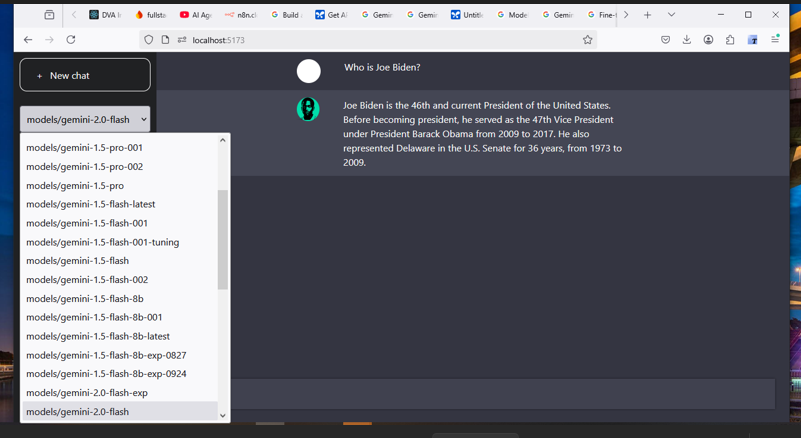 DVA I
fullsta
AI Age
n8n.cl
Build a
Get AI
Gemin
Gemin
Untitle
Model
Gemin
Fine-t
localhost:5173
+ New chat
models/gemini-2.0-flash
models/gemini-1.5-pro-001
models/gemini-1.5-pro-002
models/gemini-1.5-pro
models/gemini-1.5-flash-latest
models/gemini-1.5-flash-001
models/gemini-1.5-flash-001-tuning
models/gemini-1.5-flash
models/gemini-1.5-flash-002
models/gemini-1.5-flash-8b
models/gemini-1.5-flash-8b-001
models/gemini-1.5-flash-8b-latest
models/gemini-1.5-flash-8b-exp-0827
models/gemini-1.5-flash-8b-exp-0924
models/gemini-2.0-flash-exp
models/gemini-2.0-flash
Who is Joe Biden?
Joe Biden is the 46th and current President of the United States.
Before becoming president, he served as the 47th Vice President
under President Barack Obama from 2009 to 2017. He also
represented Delaware in the U.S. Senate for 36 years, from 1973 to
2009.